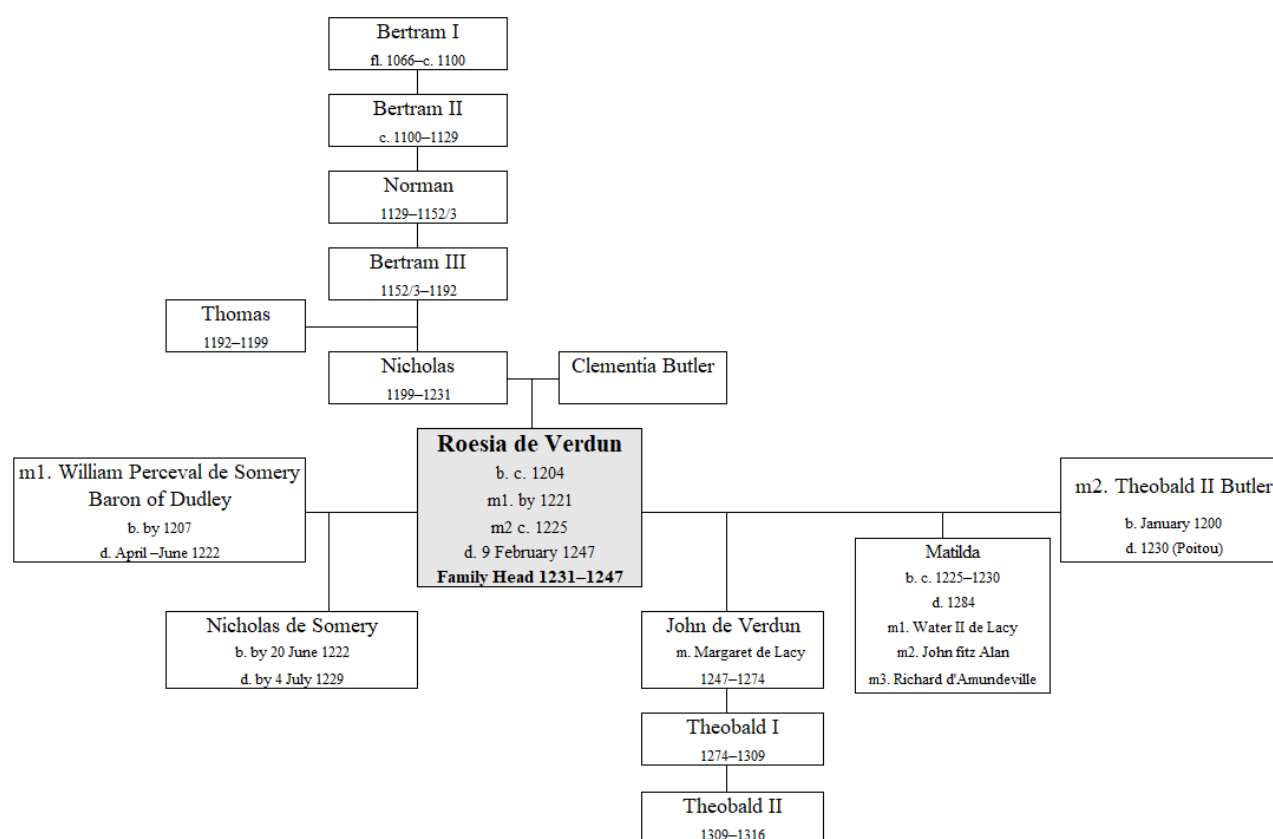 Bertram I
fl. 1066–c. 1100
Bertram II
c. 1100–1129
Norman
1129–1152/3
Bertram III
1152/3–1192
Thomas
1192–1199
Nicholas
1199–1231
Clementia Butler
Roesia de Verdun
b. c. 1204
m1. by 1221
m2 c. 1225
d. 9 February 1247
Family Head 1231–1247
m1. William Perceval de Somery
Baron of Dudley
b. by 1207
d. April –June 1222
m2. Theobald II Butler
b. January 1200
d. 1230 (Poitou)
Nicholas de Somery
b. by 20 June 1222
d. by 4 July 1229
John de Verdun
m. Margaret de Lacy
1247–1274
Matilda
b. c. 1225–1230
d. 1284
m1. Water II de Lacy
m2. John fitz Alan
m3. Richard d'Amundeville
Theobald I
1274–1309
Theobald II
1309–1316